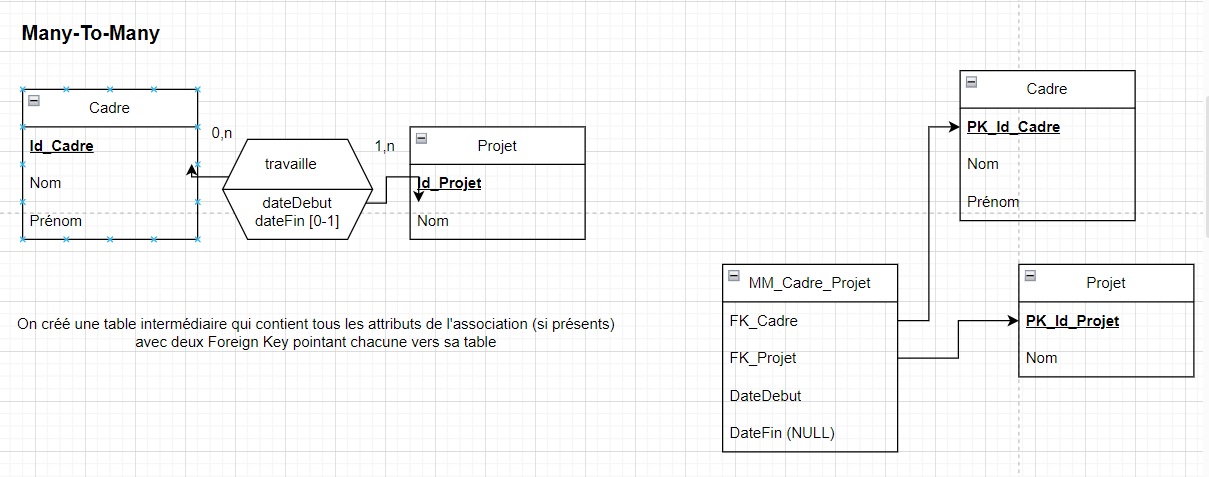 Many-To-Many
Cadre
Id_Cadre
Nom
Prénom
0,n
travaille
dateDebut
dateFin [0-1]
1,n
Projet
Id_Projet
Nom
On créé une table intermédiaire qui contient tous les attributs de l'association (si présents)
avec deux Foreign Key pointant chacune vers sa table
Cadre
PK_Id_Cadre
Nom
Prénom
MM_Cadre_Projet
FK_Cadre
FK_Projet
DateDebut
DateFin (NULL)
Projet
PK_Id_Projet
Nom